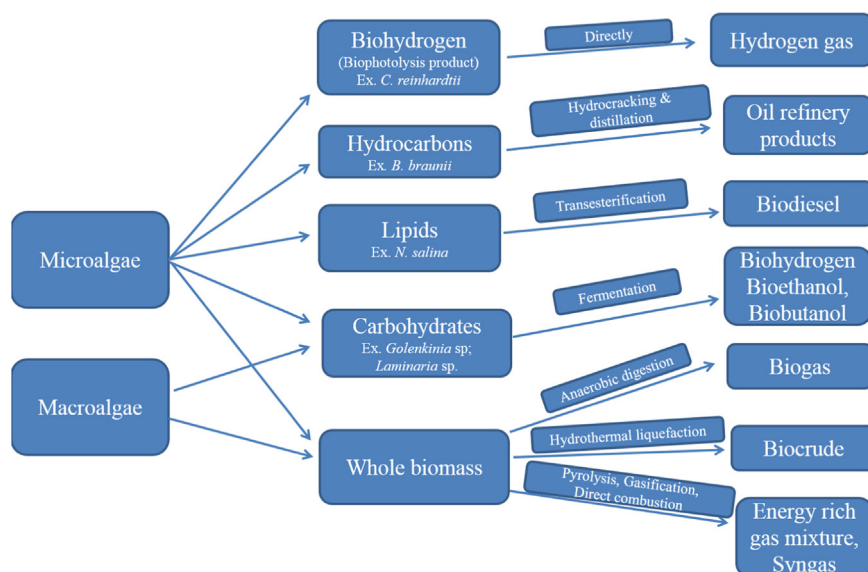 Microalgae
Macroalgae
Biohydrogen
(Biophotolysis product)
Ex. C. reinhardtii
Directly
Hydrogen gas
Hydrocarbons
Ex. B. braunii
Hydrocracking &
distillation
Oil refinery
products
Lipids
Ex. N. salina
Transesterification
Biodiesel
Carbohydrates
Ex. Golenkinia sp;
Laminaria sp.
Fermentation
Biohydrogen
Bioethanol,
Biobutanol
Whole biomass
Anaerobic digestion
Biogas
Hydrothermal liquefaction
Biocrude
Pyrolysis, Gasification,
Direct combustion
Energy rich
gas mixture,
Syngas